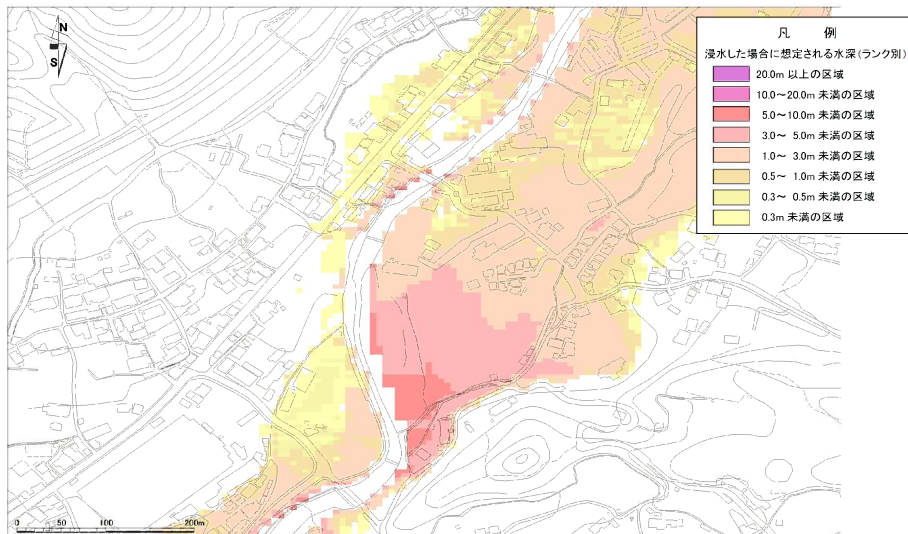 N
S
凡 例
浸水した場合に想定される水深(ランク別)
20.0m 以上の区域
10.0～20.0m 未満の区域
5.0～10.0m 未満の区域
3.0～ 5.0m 未満の区域
1.0～ 3.0m 未満の区域
0.5～ 1.0m 未満の区域
0.3～ 0.5m 未満の区域
0.3m 未満の区域
0 50 100 200m